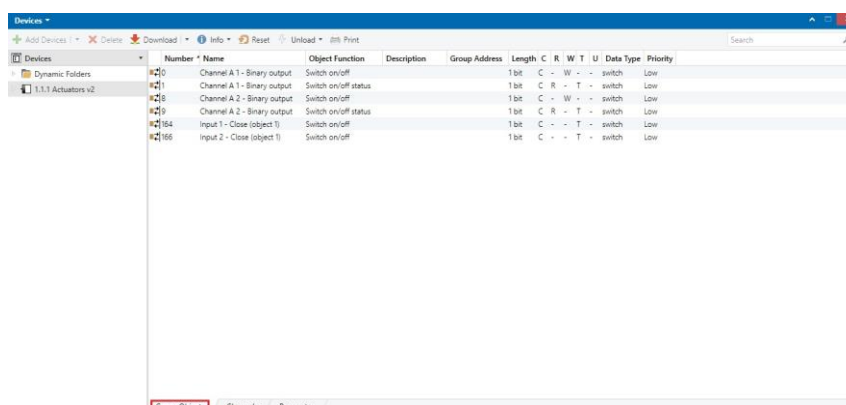 Devices
Add Devices Delete Download Info Reset Unload Print Search
Devices
Dynamic Folders
1.1.1 Actuators v2
Number Name Object Function Description Group Address Length C R W T U Data Type Priority
0 Channel A 1 - Binary output Switch on/off 1 bit C - W - - switch Low
1 Channel A 1 - Binary output Switch on/off status 1 bit C R - T - switch Low
8 Channel A 2 - Binary output Switch on/off 1 bit C - W - - switch Low
9 Channel A 2 - Binary output Switch on/off status 1 bit C R - T - switch Low
164 Input 1 - Close (object 1) Switch on/off 1 bit C - - T - switch Low
166 Input 2 - Close (object 1) Switch on/off 1 bit C - - T - switch Low